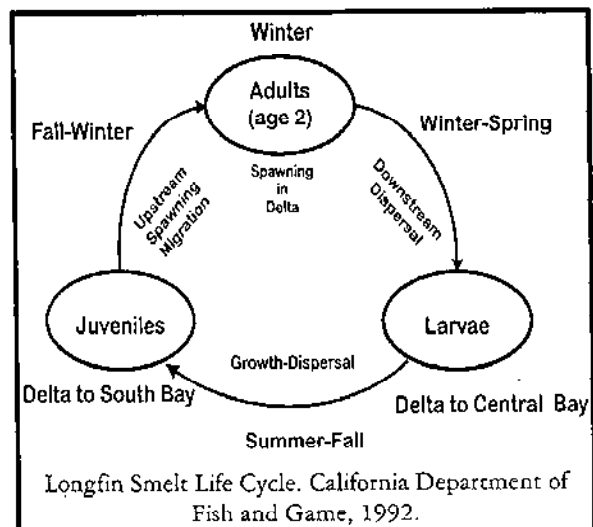 Winter
Adults
(age 2)
Fall-Winter
Winter-Spring
Spawning
in
Delta
Upstream
Spawning
Migration
Downstream
Dispersal
Juveniles
Larvae
Growth-Dispersal
Delta to South Bay
Delta to Central Bay
Summer-Fall
Longfin Smelt Life Cycle. California Department of
Fish and Game, 1992.